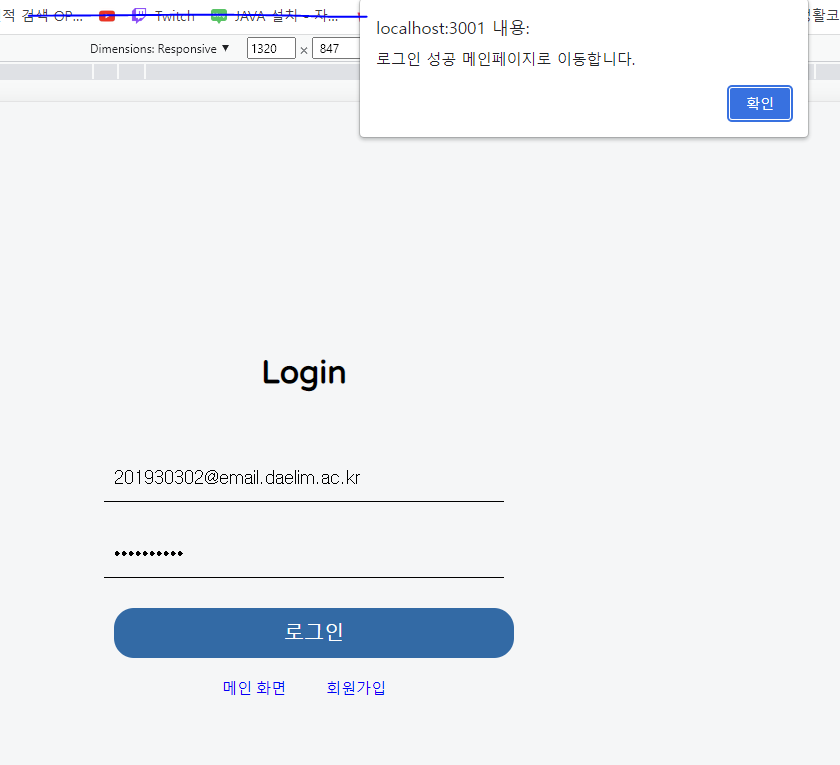 적 검색 OP... Twitch JAVA 설치 - 자...
Dimensions: Responsive ▼ 1320 × 847
localhost:3001 내용:
로그인 성공 메인페이지로 이동합니다.
확인
Login
201930302@email.daelim.ac.kr
••••••••••
로그인
메인 화면 회원가입